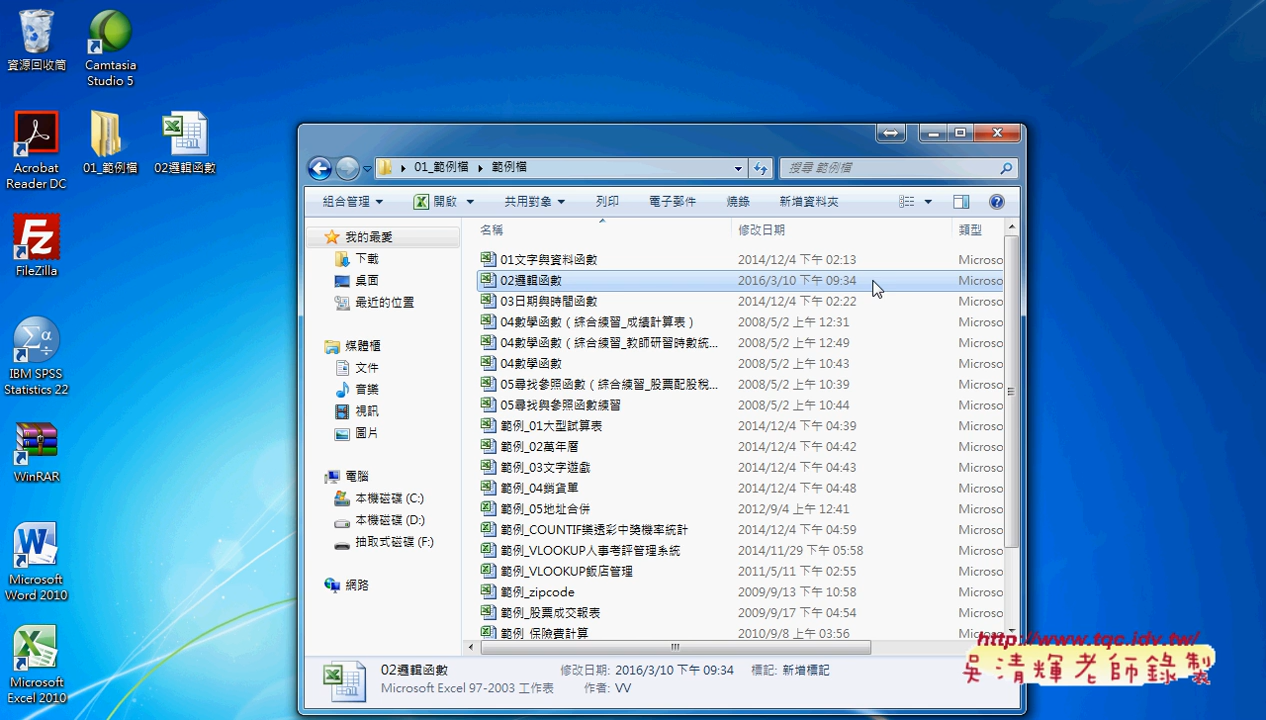 資源回收筒
Camtasia
Studio 5
Acrobat
Reader DC
01_範例檔
02邏輯函數
FileZilla
IBM SPSS
Statistics 22
WinRAR
Microsoft
Word 2010
Microsoft
Excel 2010
01_範例檔 範例檔
搜尋 範例檔
組合管理 開啟 共用對象 列印 電子郵件 燒錄 新增資料夾
我的最愛
下載
桌面
最近的位置
媒體櫃
文件
音樂
視訊
圖片
電腦
本機磁碟 (C:)
本機磁碟 (D:)
抽取式磁碟 (F:)
網路
名稱 修改日期 類型
01文字與資料函數 2014/12/4 下午 02:13 Microso
02邏輯函數 2016/3/10 下午 09:34 Microso
03日期與時間函數 2014/12/4 下午 02:22 Microso
04數學函數（綜合練習_成績計算表） 2008/5/2 上午 12:31 Microso
04數學函數（綜合練習_教師研習時數統... 2008/5/2 上午 12:49 Microso
04數學函數 2008/5/2 上午 10:43 Microso
05尋找參照函數（綜合練習_股票配股稅... 2008/5/2 上午 10:39 Microso
05尋找與參照函數練習 2008/5/2 上午 10:44 Microso
範例_01大型試算表 2014/12/4 下午 04:39 Microso
範例_02萬年曆 2014/12/4 下午 04:42 Microso
範例_03文字遊戲 2014/12/4 下午 04:43 Microso
範例_04銷貨單 2014/12/4 下午 04:48 Microso
範例_05地址合併 2012/9/4 上午 12:41 Microso
範例_COUNTIF樂透彩中獎機率統計 2014/12/4 下午 04:59 Microso
範例_VLOOKUP人事考評管理系統 2014/11/29 下午 05:58 Microso
範例_VLOOKUP飯店管理 2011/5/11 下午 02:55 Microso
範例_zipcode 2009/9/13 下午 10:58 Microso
範例_股票成交報表 2009/9/17 下午 04:54 Microso
範例_保險費計算 2010/9/8 上午 03:56 Microso
02邏輯函數 修改日期: 2016/3/10 下午 09:34 標記: 新增標記
Microsoft Excel 97-2003 工作表 作者: VV
http://www.tqc.idv.tw/
吳清輝老師錄製